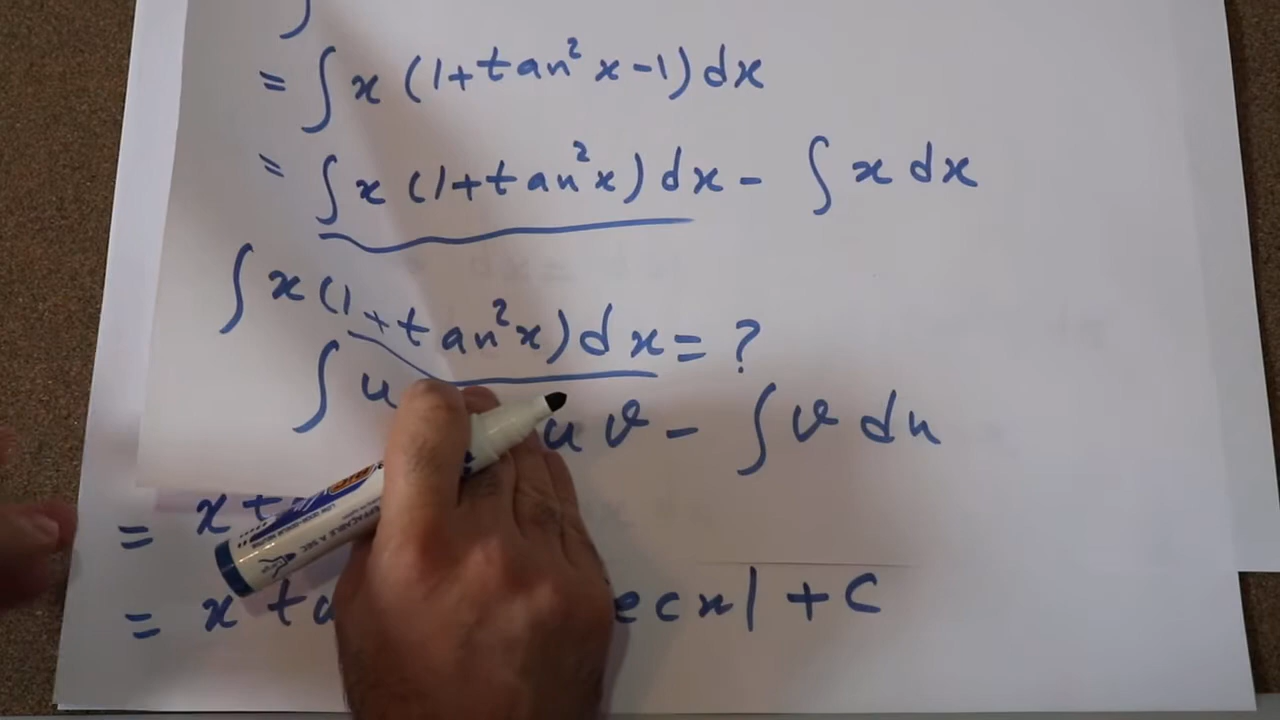 ∫
= ∫ x (1+tan²x-1) dx
= ∫ x (1+tan²x) dx - ∫ x dx
∫ x (1+tan²x) dx = ?
∫ u uv - ∫ v du
= x t
= x ta ecx| + C